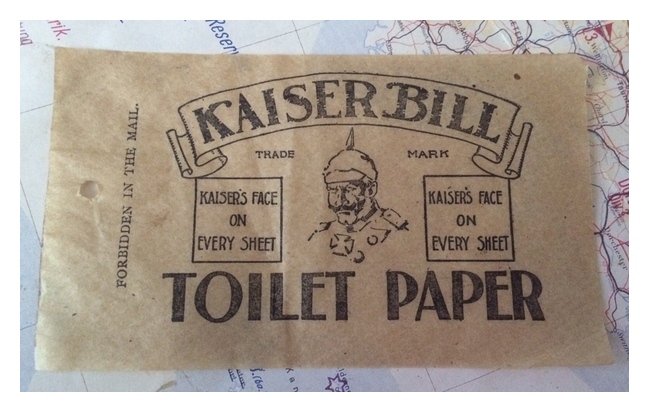 KAISER BILL
TRADE MARK
KAISER'S FACE
ON
EVERY SHEET
KAISER'S FACE
ON
EVERY SHEET
TOILET PAPER
FORBIDDEN IN THE MAIL.
Reser